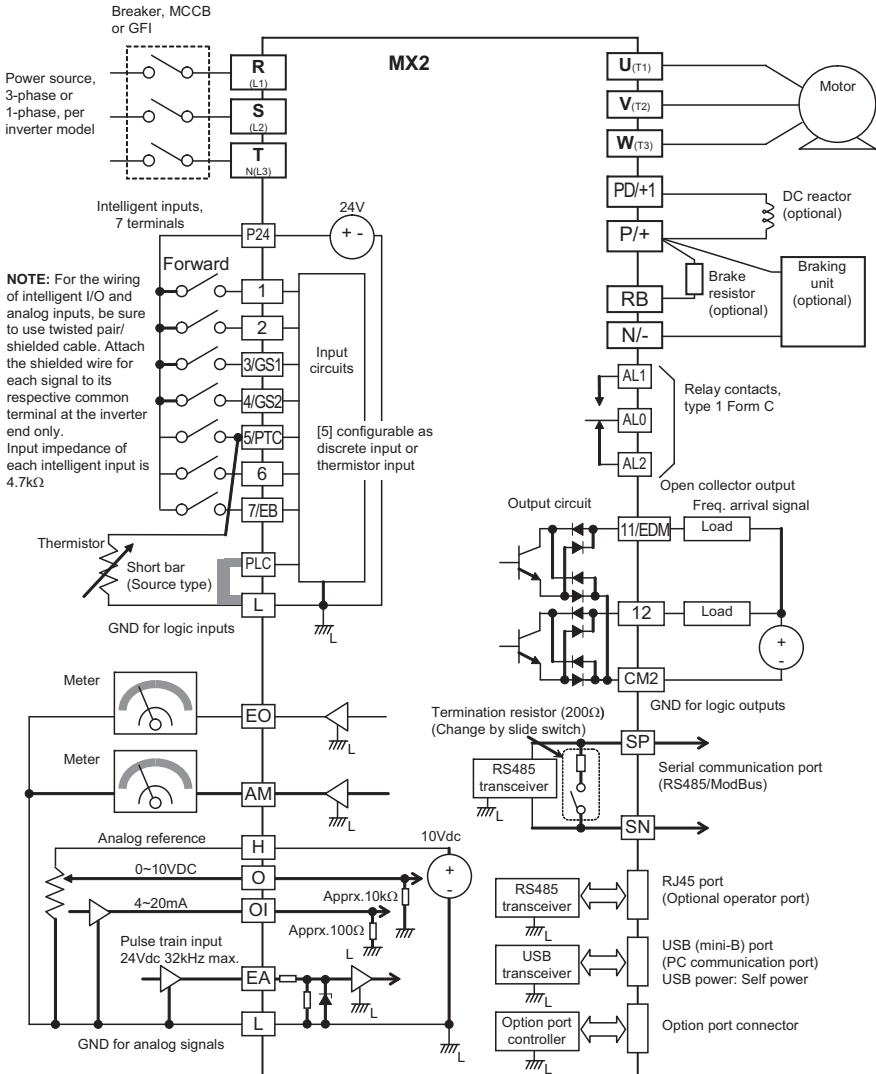 Breaker, MCCB
or GFI
Power source,
3-phase or
1-phase, per
inverter model
R
(L1)
S
(L2)
T
N(L3)
MX2
U(T1)
V(T2)
W(T3)
Motor
PD/+1
P/+
DC reactor
(optional)
RB
Brake
resistor
(optional)
Braking
unit
(optional)
N/-
Intelligent inputs,
7 terminals
24V
P24
+ -
Forward
NOTE: For the wiring
of intelligent I/O and
analog inputs, be sure
to use twisted pair/
shielded cable. Attach
the shielded wire for
each signal to its
respective common
terminal at the inverter
end only.
Input impedance of
each intelligent input is
4.7kΩ
1
2
3/GS1
4/GS2
5/PTC
6
7/EB
Input
circuits
[5] configurable as
discrete input or
thermistor input
Thermistor
Short bar
(Source type)
PLC
L
L
GND for logic inputs
AL1
AL0
AL2
Relay contacts,
type 1 Form C
Open collector output
Output circuit
Freq. arrival signal
11/EDM
Load
12
Load
+
-
CM2
GND for logic outputs
Meter
EO
L
Meter
AM
L
Termination resistor (200Ω)
(Change by slide switch)
SP
RS485
transceiver
L
Serial communication port
(RS485/ModBus)
SN
Analog reference
H
10Vdc
+
-
0~10VDC
O
4~20mA
OI
Apprx.10kΩ
Apprx.100Ω
Pulse train input
24Vdc 32kHz max.
EA
L
L
L
GND for analog signals
L
RS485
transceiver
L
RJ45 port
(Optional operator port)
USB
transceiver
L
USB (mini-B) port
(PC communication port)
USB power: Self power
Option port
controller
L
Option port connector